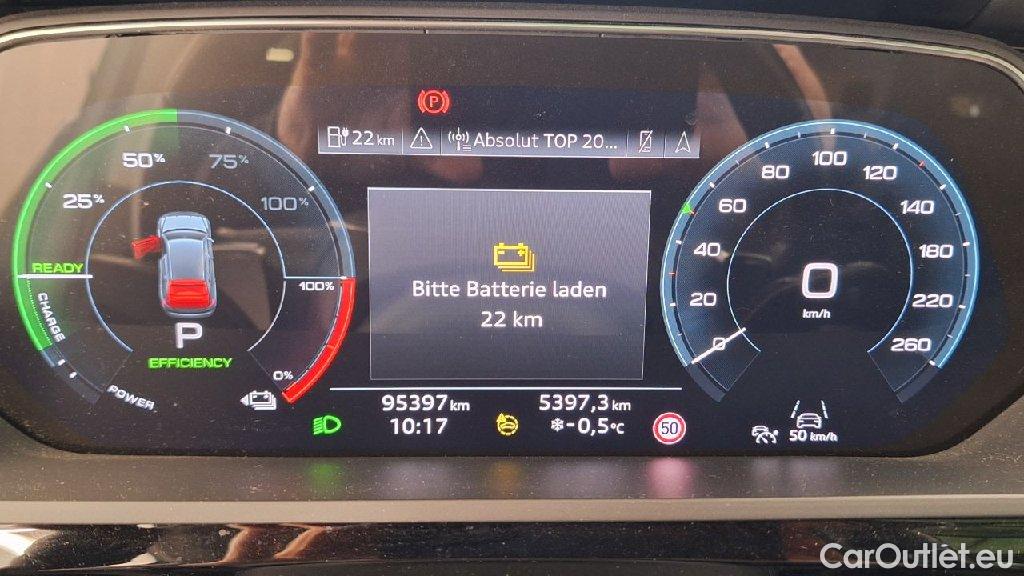 22 km
Absolut TOP 20...
25%
50%
75%
100%
READY
CHARGE
POWER
P
EFFICIENCY
100%
0%
Bitte Batterie laden
22 km
0
20
40
60
80
100
120
140
180
220
260
0
km/h
95397 km
5397,3 km
10:17
-0,5°C
50
50 km/h
CarOutlet.eu